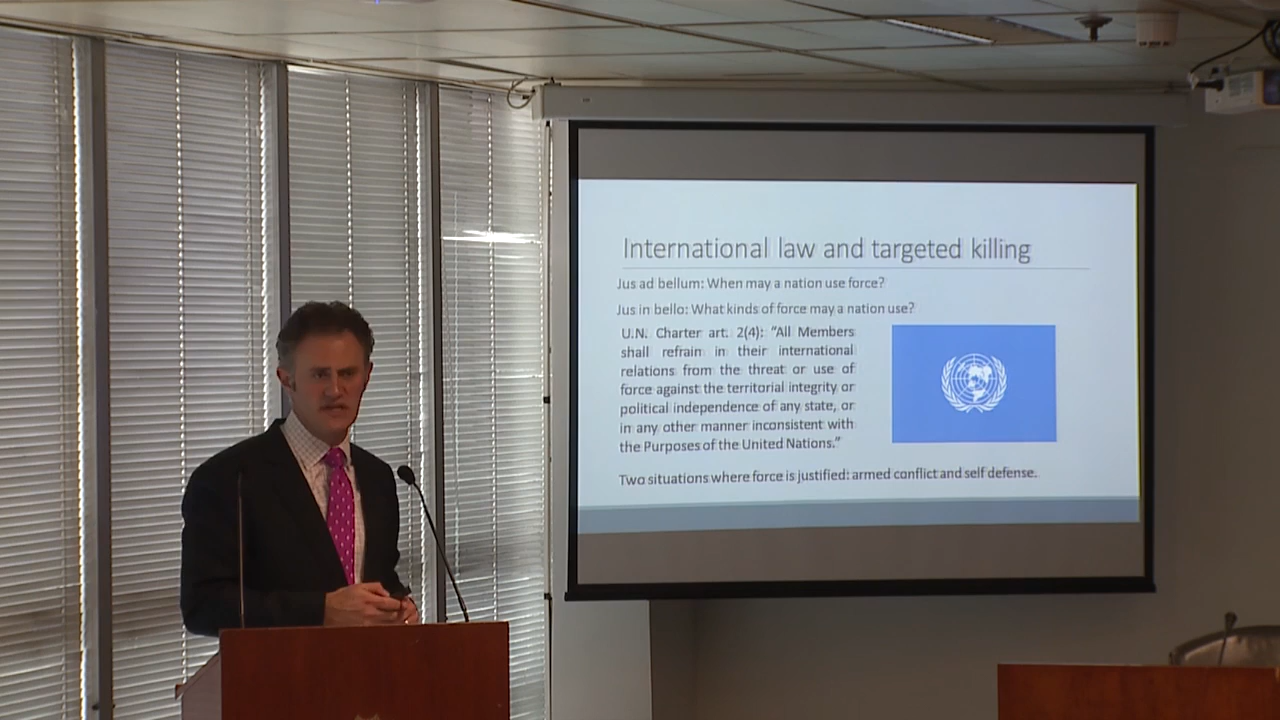 International law and targeted killing
Jus ad bellum: When may a nation use force?
Jus in bello: What kinds of force may a nation use?
U.N. Charter art. 2(4): “All Members
shall refrain in their international
relations from the threat or use of
force against the territorial integrity or
political independence of any state, or
in any other manner inconsistent with
the Purposes of the United Nations.”
Two situations where force is justified: armed conflict and self defense.